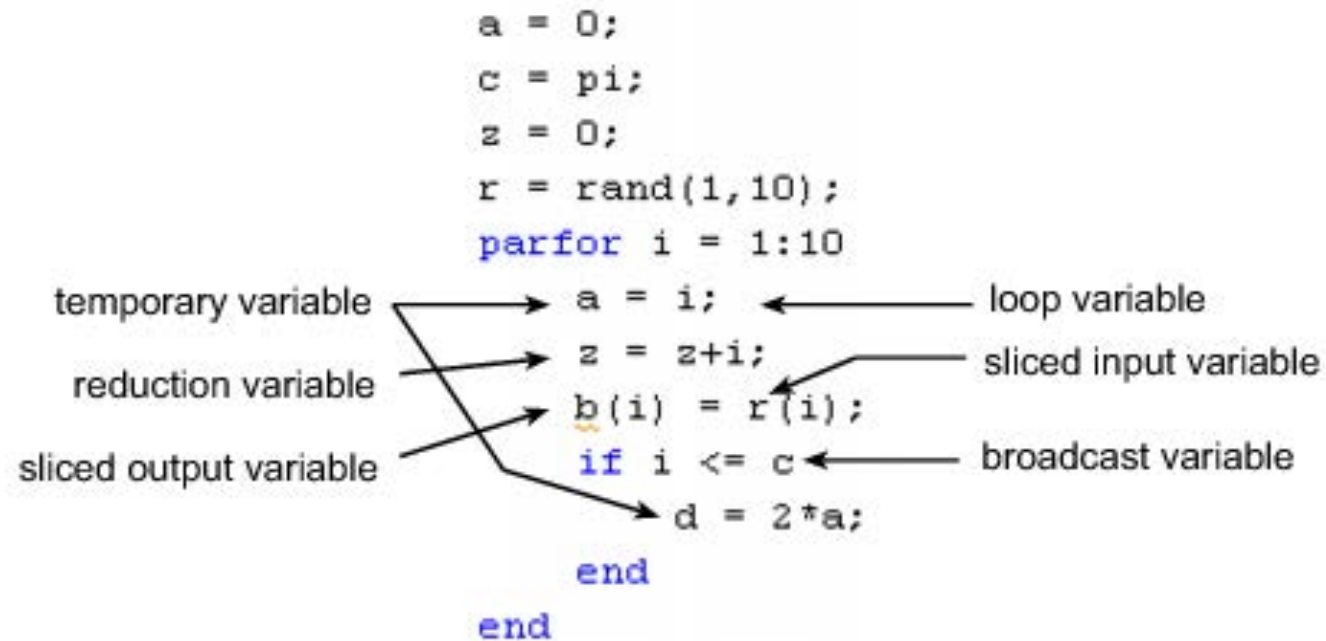 a = 0;
c = pi;
z = 0;
r = rand(1,10);
parfor i = 1:10
temporary variable a = i; loop variable
z = z+i; sliced input variable
reduction variable
b(i) = r(i);
sliced output variable if i <= c broadcast variable
d = 2*a;
end
end